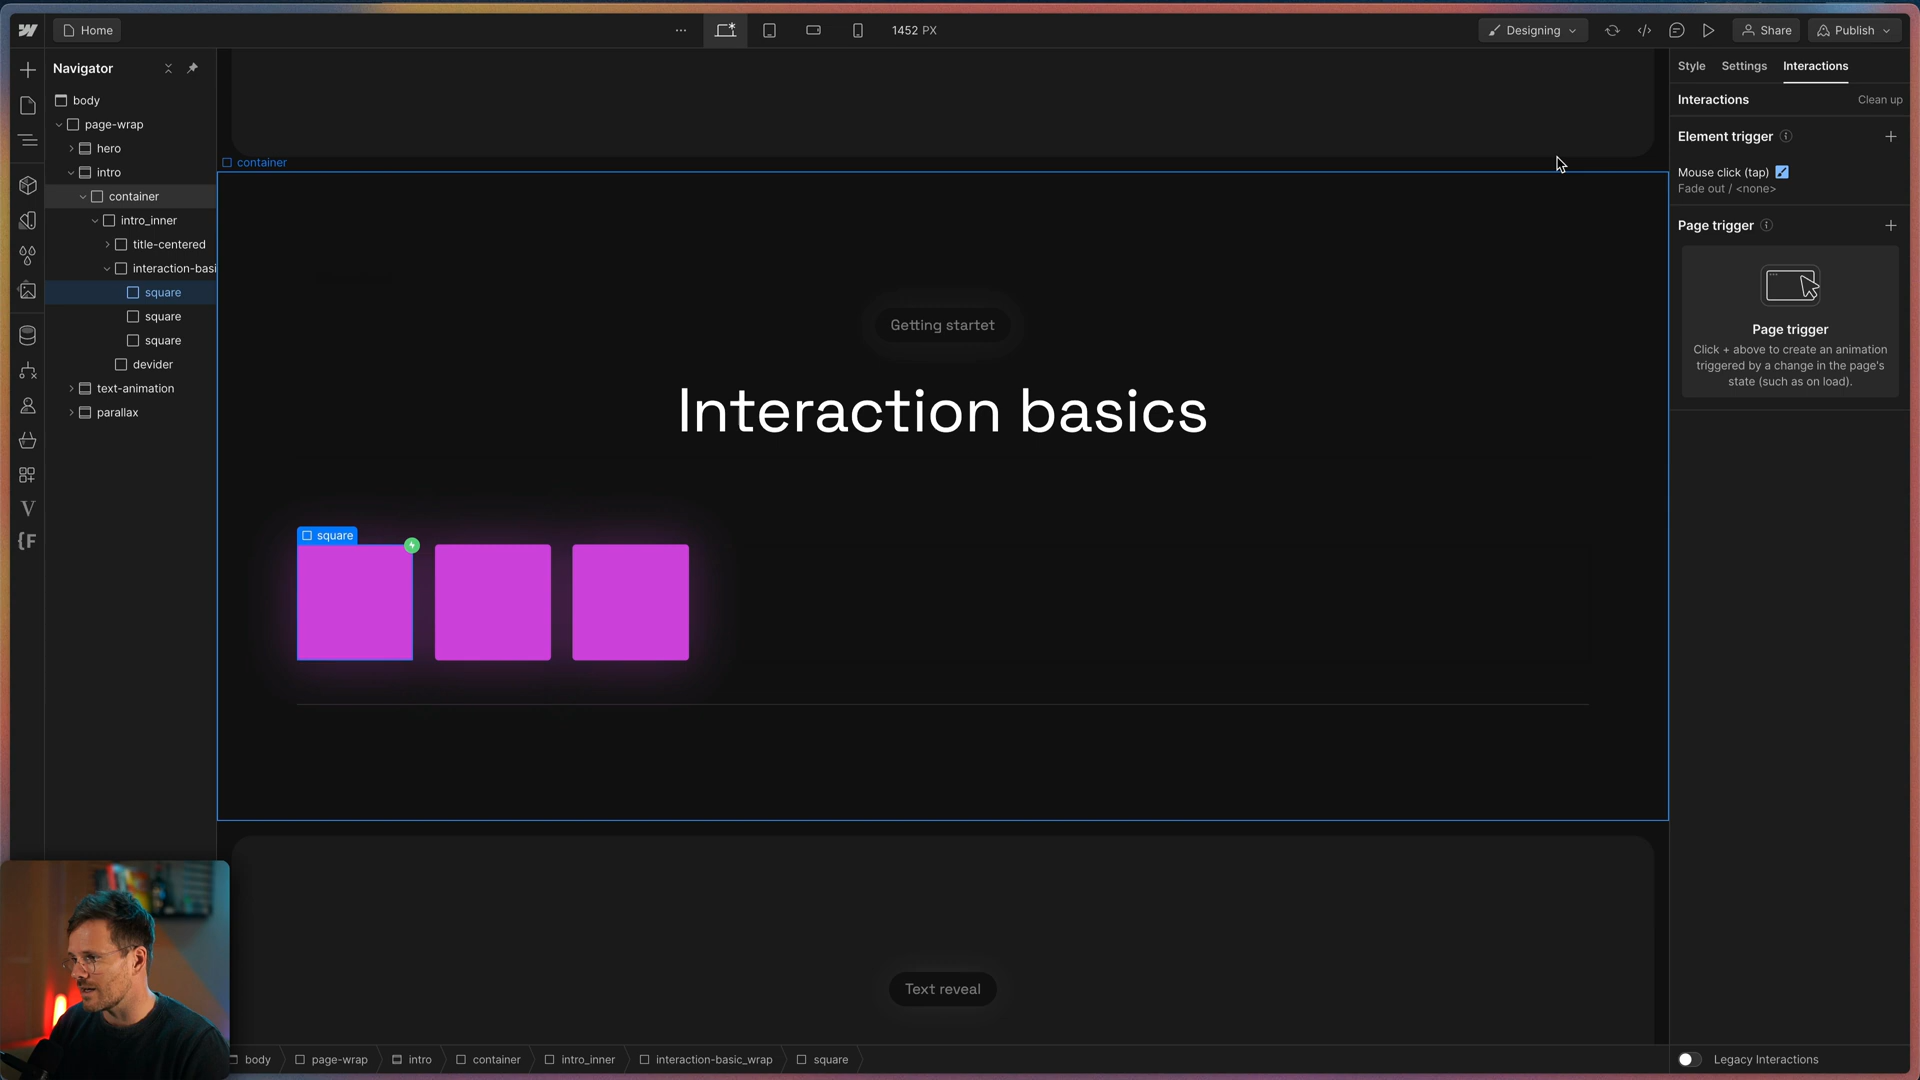 Home
1452 PX
Designing
Share
Publish
Navigator
body
page-wrap
hero
intro
container
intro_inner
title-centered
interaction-basi
square
square
square
devider
text-animation
parallax
container
Getting startet
Interaction basics
square
Text reveal
Style Settings Interactions
Interactions Clean up
Element trigger
Mouse click (tap)
Fade out / <none>
Page trigger
Page trigger
Click + above to create an animation
triggered by a change in the page's
state (such as on load).
body page-wrap intro container intro_inner interaction-basic_wrap square
Legacy Interactions